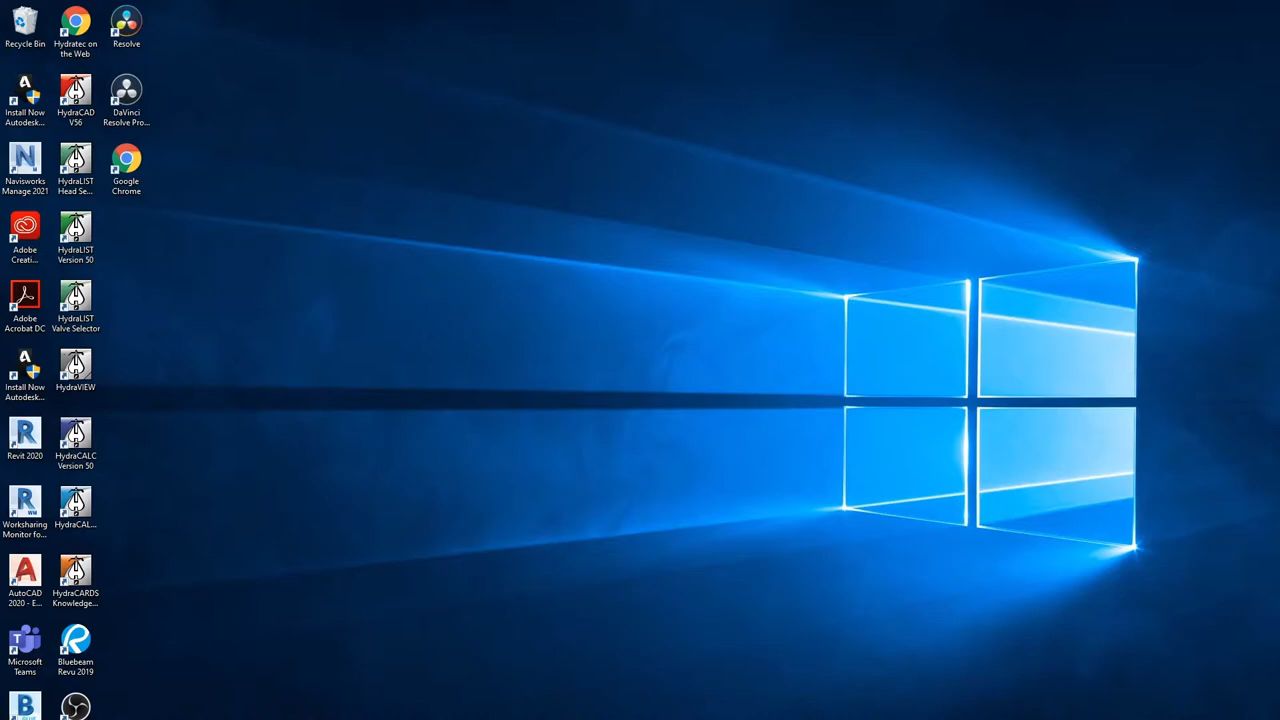 Recycle Bin
Hydratec on
the Web
Resolve
Install Now
Autodesk...
HydraCAD
V56
DaVinci
Resolve Pro...
Navisworks
Manage 2021
HydraLIST
Head Se...
Google
Chrome
Adobe
Creati...
HydraLIST
Version 50
Adobe
Acrobat DC
HydraLIST
Valve Selector
Install Now
Autodesk...
HydraVIEW
Revit 2020
HydraCALC
Version 50
Worksharing
Monitor fo...
HydraCAL...
AutoCAD
2020 - E...
HydraCARDS
Knowledge...
Microsoft
Teams
Bluebeam
Revu 2019